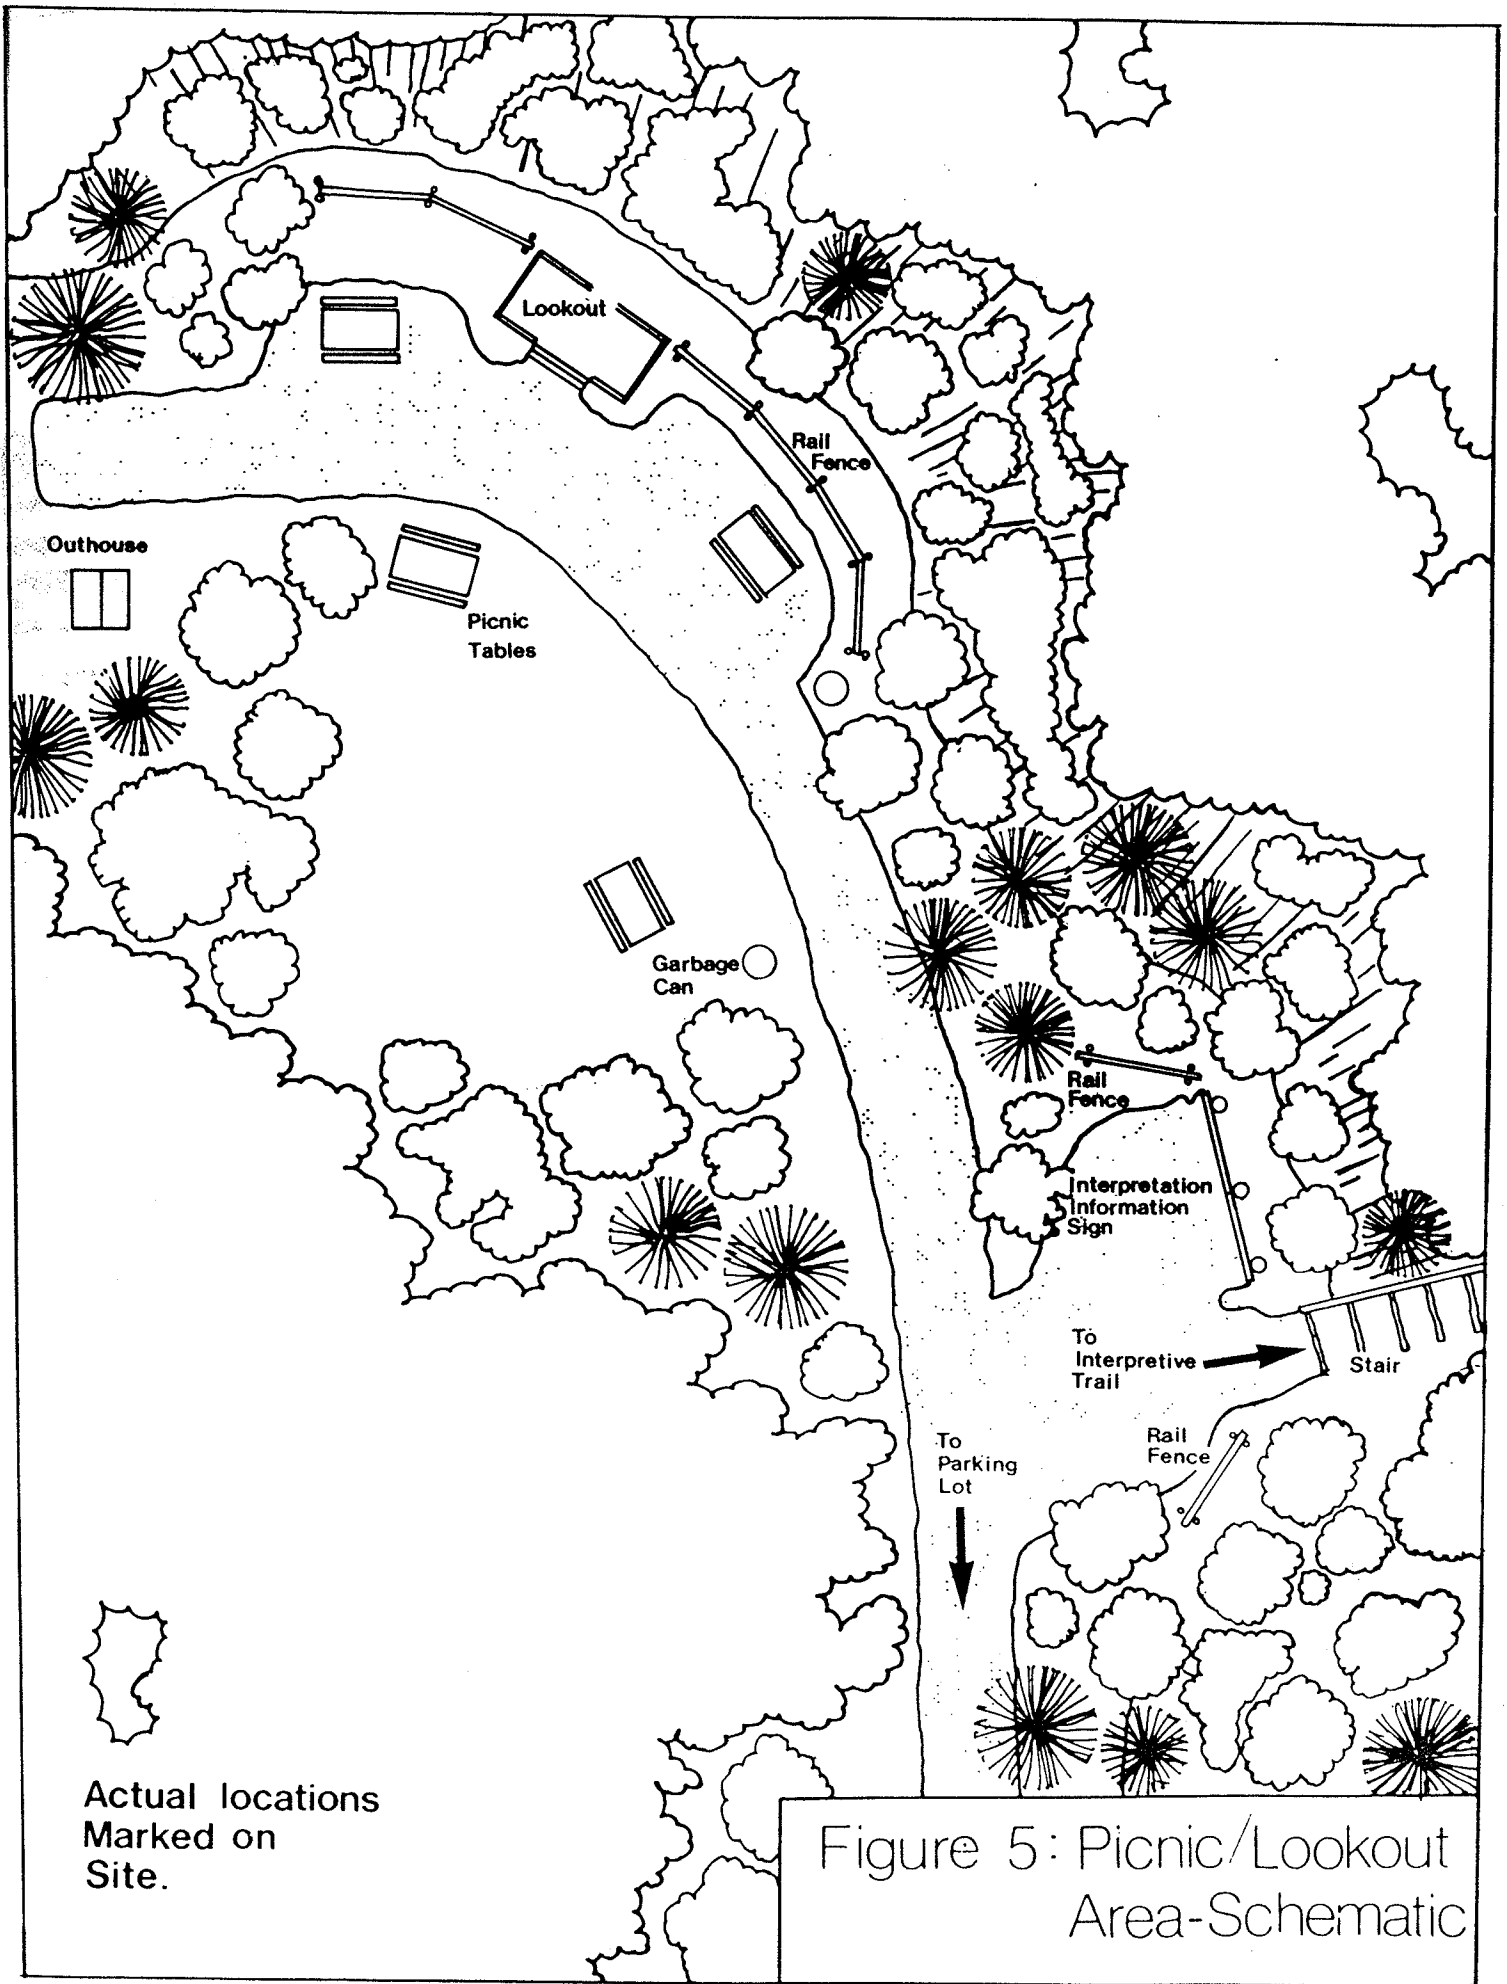 Lookout
Rail
Fence
Outhouse
Picnic
Tables
Garbage
Can
Rail
Fence
Interpretation
Information
Sign
To
Interpretive
Trail
Stair
To
Parking
Lot
Rail
Fence
Actual locations
Marked on
Site.
Figure 5: Picnic/Lookout
Area-Schematic